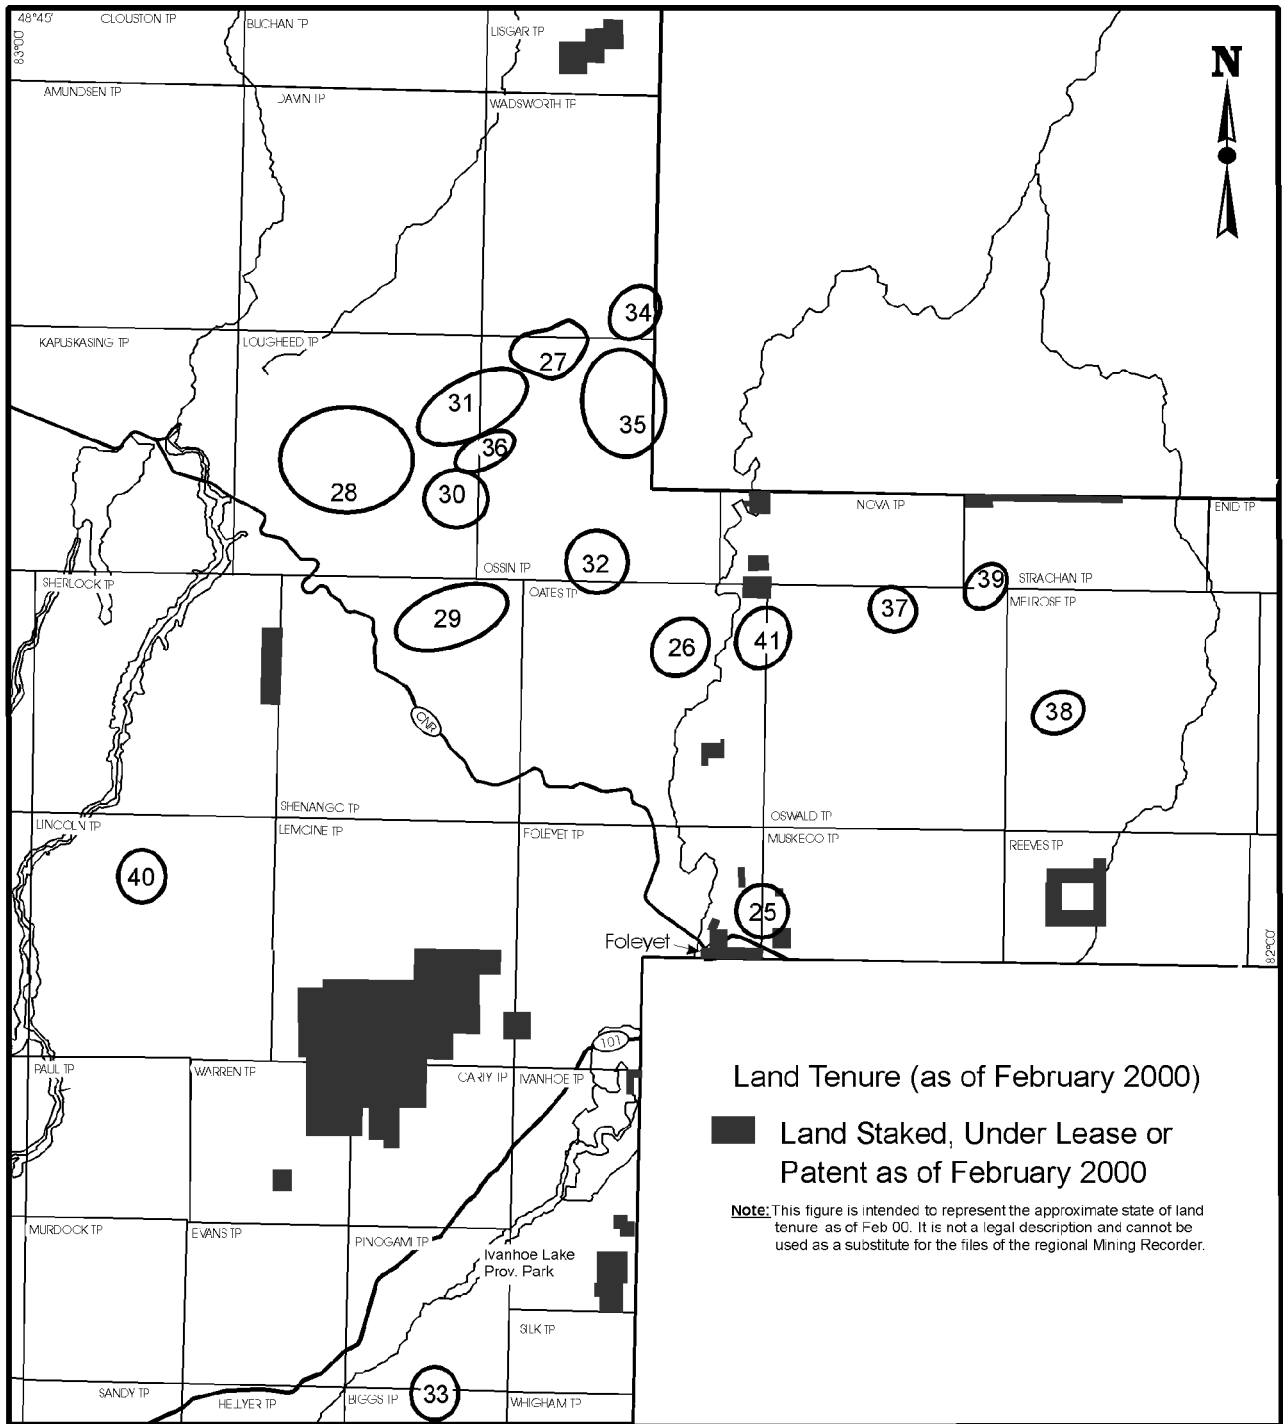 48°45'
CLOUSTON TP
BUCHAN TP
LISGAR TP
83°00'
N
AMUNDSEN TP
DAVIN TP
WADSWORTH TP
34
KAPUSKASING TP
LOUGHEED TP
27
31
35
36
28
30
NOVA TP
ENID TP
32
OSSIN TP
39
STRACHAN TP
SHERLOCK TP
OATES TP
MELROSE TP
37
29
26
41
38
CNR
SHENANGO TP
OSWALD TP
LINCOLN TP
LEMOINE TP
FOLEYET TP
MUSKEGO TP
REEVES TP
40
25
Foleyet
82°00'
101
PAUL TP
WARREN TP
CARTY TP
IVANHOE TP
Land Tenure (as of February 2000)
Land Staked, Under Lease or
Patent as of February 2000
Note: This figure is intended to represent the approximate state of land
tenure as of Feb 00. It is not a legal description and cannot be
used as a substitute for the files of the regional Mining Recorder.
MURDOCK TP
EVANS TP
PINOGAMI TP
Ivanhoe Lake
Prov. Park
SILK TP
SANDY TP
HELLYER TP
BIGGS TP
33
WHIGHAM TP